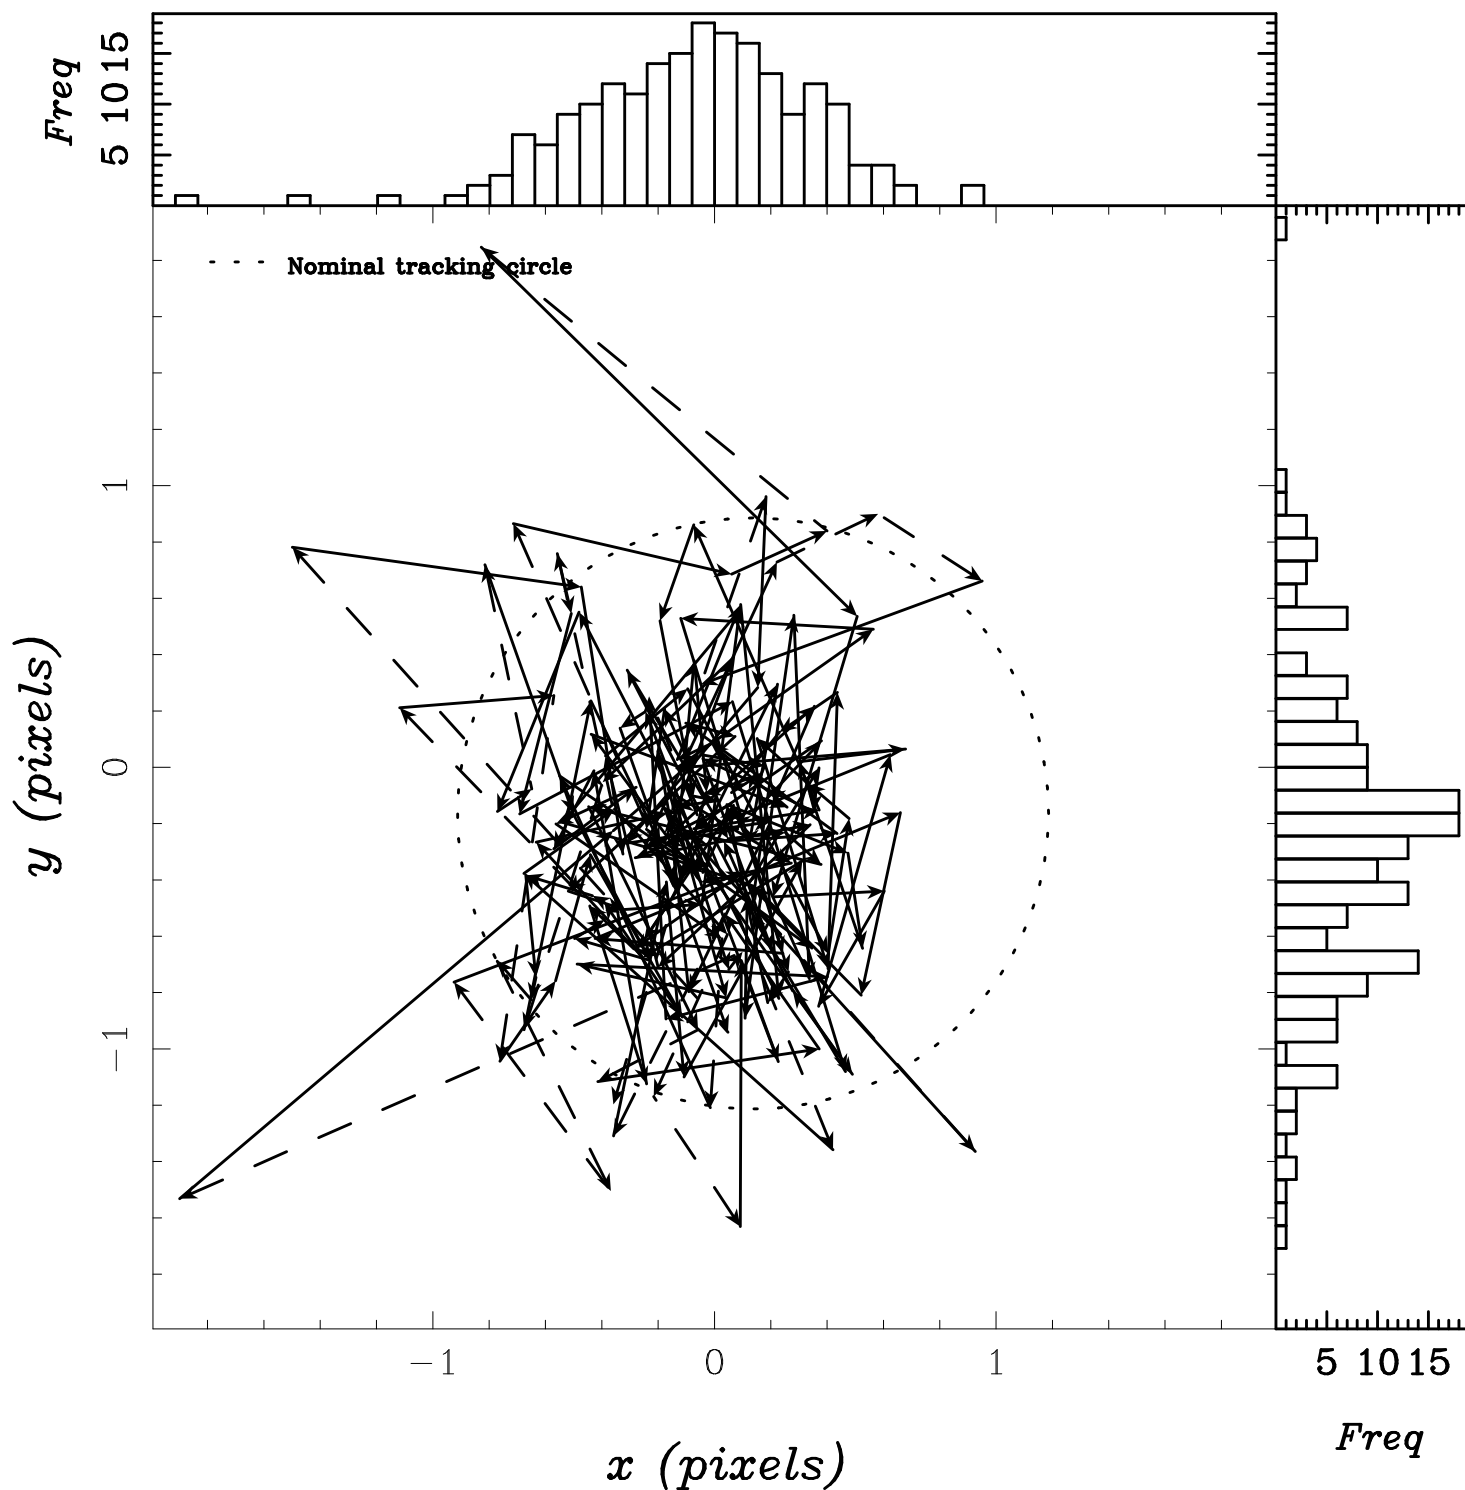 Freq
5 10 15
Nominal tracking circle
y (pixels)
1
0
−1
−1 0 1
x (pixels)
5 10 15
Freq